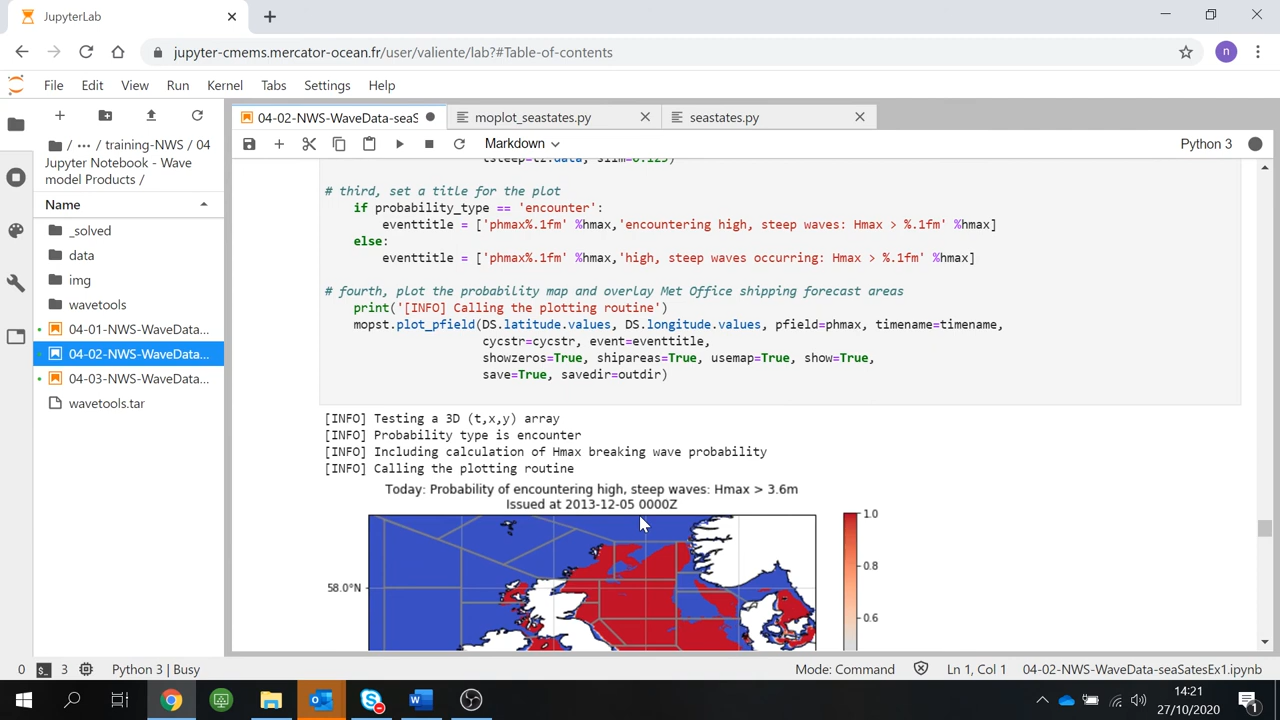 JupyterLab
jupyter-cmems.mercator-ocean.fr/user/valiente/lab?#Table-of-contents
n
File Edit View Run Kernel Tabs Settings Help
04-02-NWS-WaveData-seaS
moplot_seastates.py
seastates.py
/ ··· / training-NWS / 04
Jupyter Notebook - Wave
model Products /
Markdown
Python 3
Name
_solved
data
img
wavetools
04-01-NWS-WaveData...
04-02-NWS-WaveData...
04-03-NWS-WaveData...
wavetools.tar
# third, set a title for the plot
if probability_type == 'encounter':
eventtitle = ['phmax%.1fm' %hmax,'encountering high, steep waves: Hmax > %.1fm' %hmax]
else:
eventtitle = ['phmax%.1fm' %hmax,'high, steep waves occurring: Hmax > %.1fm' %hmax]
# fourth, plot the probability map and overlay Met Office shipping forecast areas
print('[INFO] Calling the plotting routine')
mopst.plot_pfield(DS.latitude.values, DS.longitude.values, pfield=phmax, timename=timename,
cycstr=cycstr, event=eventtitle,
showzeros=True, shipareas=True, usemap=True, show=True,
save=True, savedir=outdir)
[INFO] Testing a 3D (t,x,y) array
[INFO] Probability type is encounter
[INFO] Including calculation of Hmax breaking wave probability
[INFO] Calling the plotting routine
Today: Probability of encountering high, steep waves: Hmax > 3.6m
Issued at 2013-12-05 0000Z
1.0
0.8
58.0°N
0.6
0 3 Python 3 | Busy
Mode: Command Ln 1, Col 1 04-02-NWS-WaveData-seaSatesEx1.ipynb
14:21
27/10/2020
1